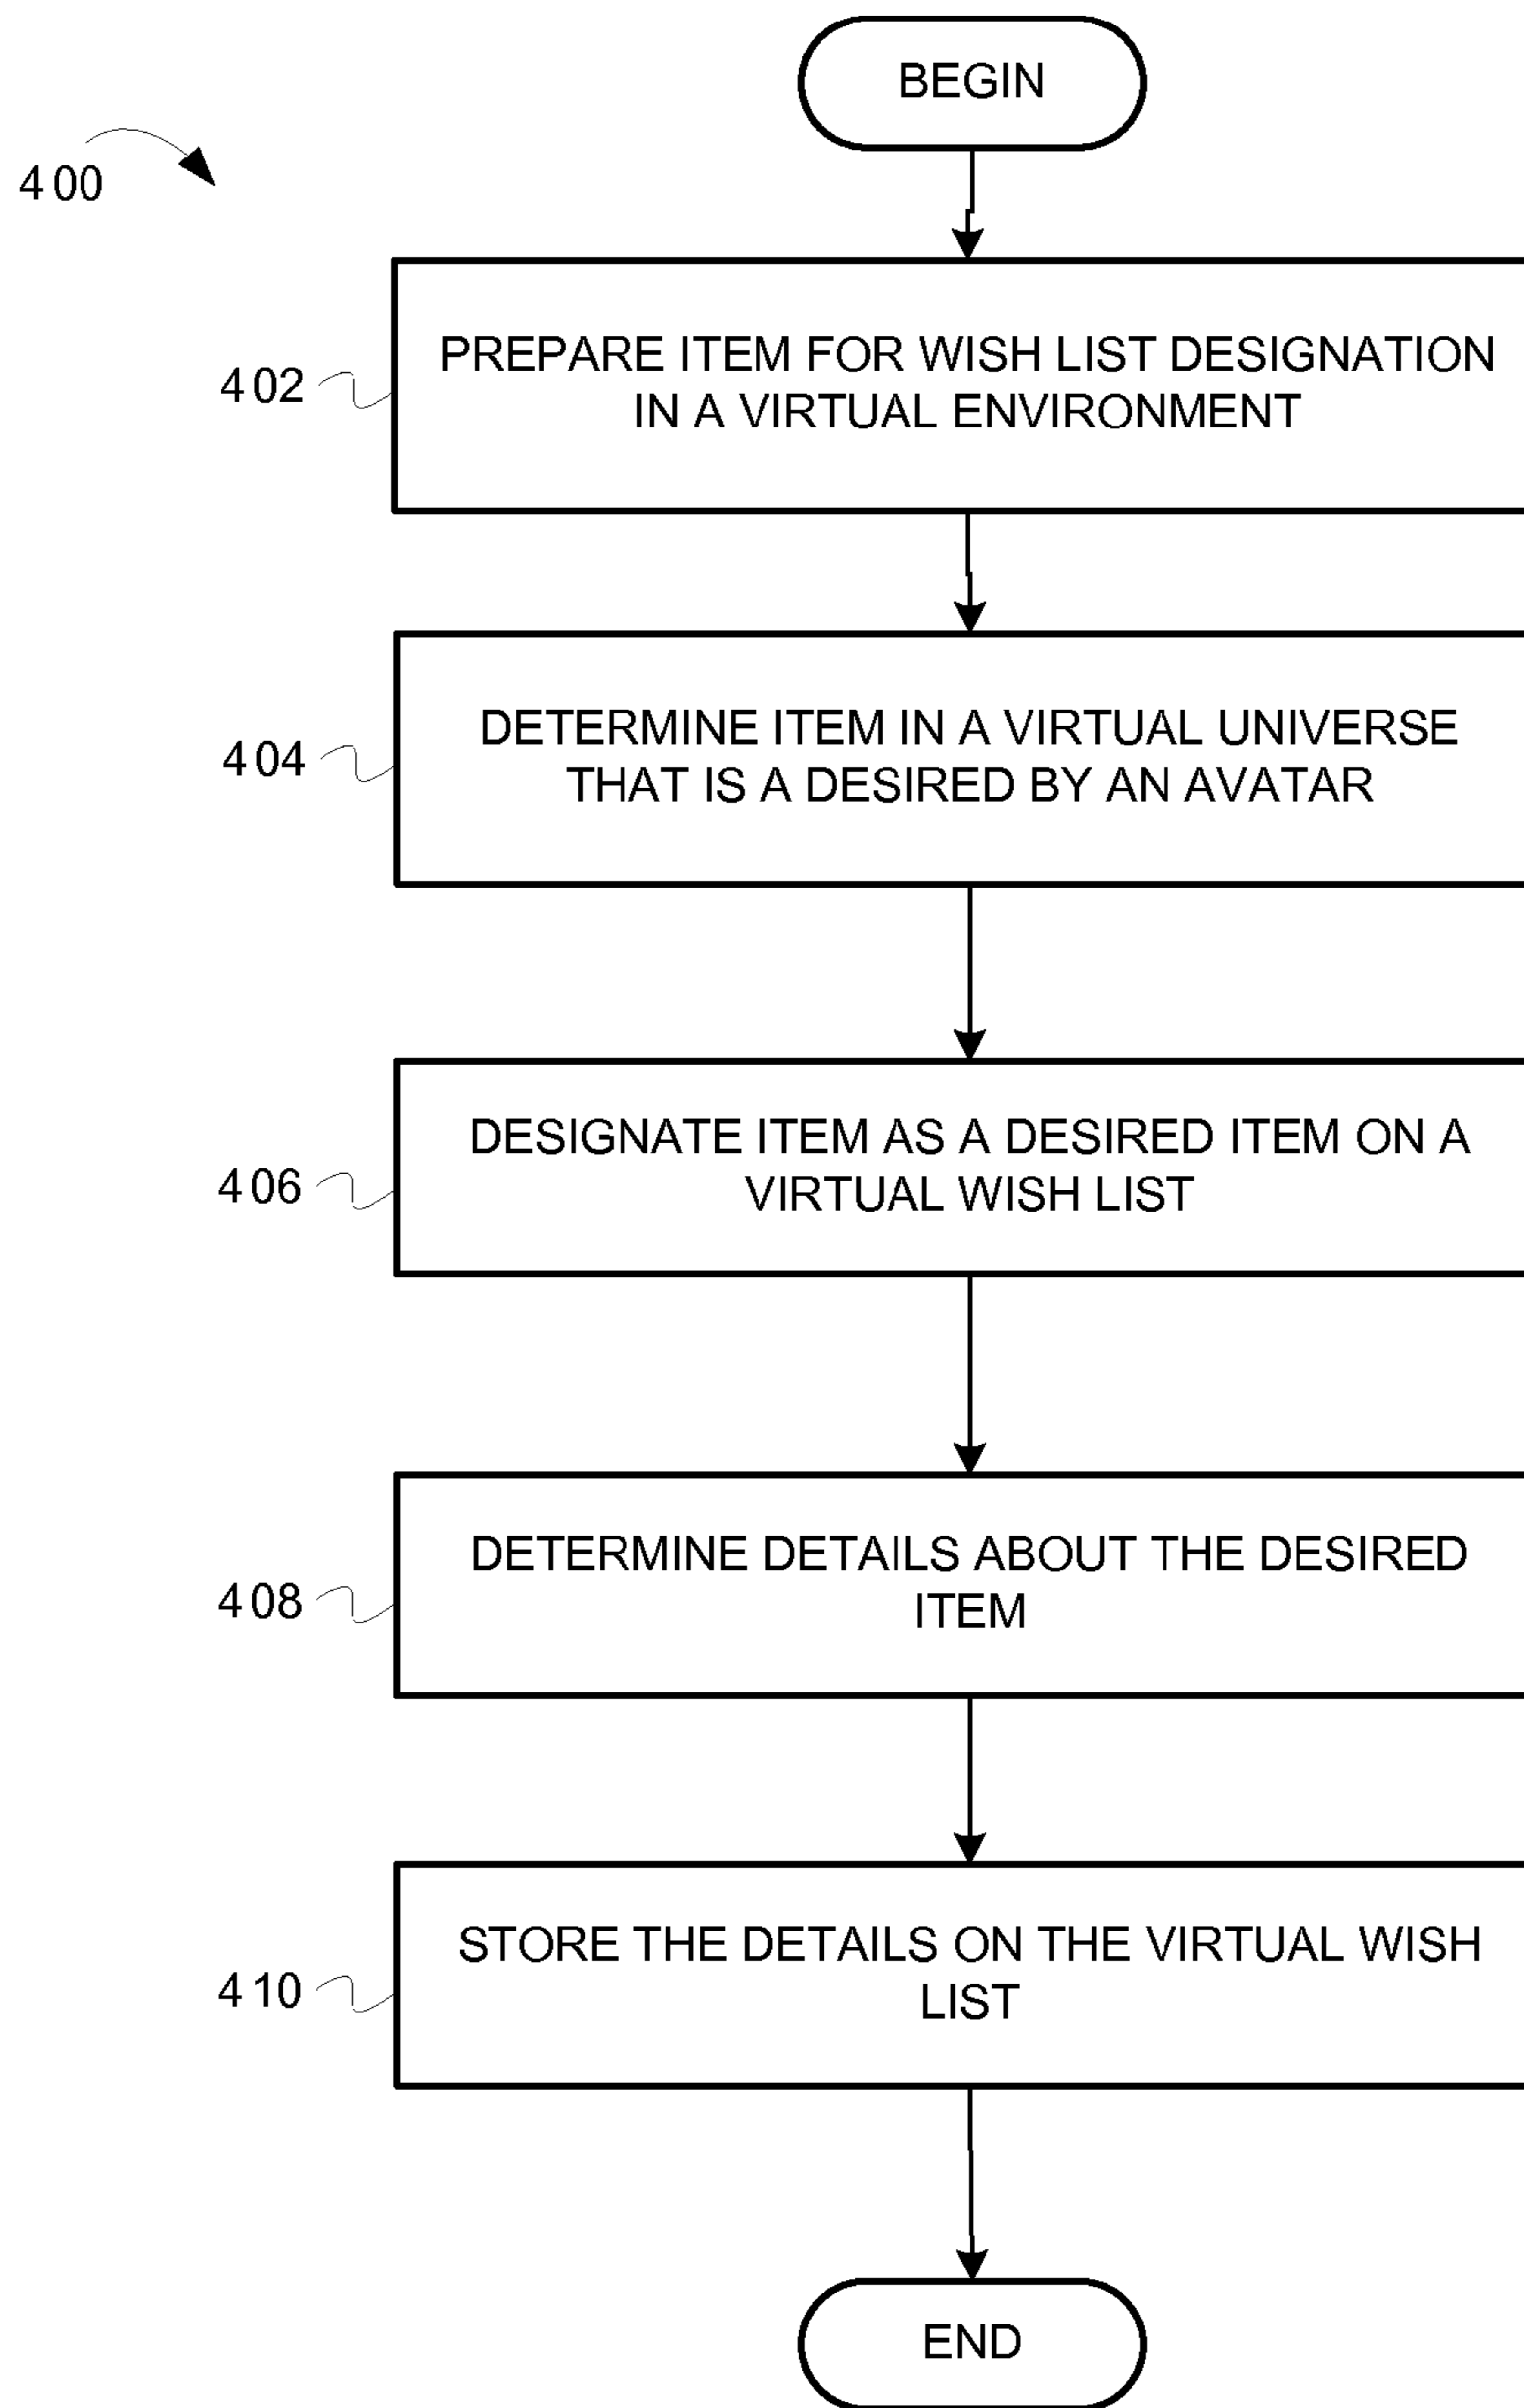 BEGIN
400
402
PREPARE ITEM FOR WISH LIST DESIGNATION
IN A VIRTUAL ENVIRONMENT
404
DETERMINE ITEM IN A VIRTUAL UNIVERSE
THAT IS A DESIRED BY AN AVATAR
406
DESIGNATE ITEM AS A DESIRED ITEM ON A
VIRTUAL WISH LIST
408
DETERMINE DETAILS ABOUT THE DESIRED
ITEM
410
STORE THE DETAILS ON THE VIRTUAL WISH
LIST
END